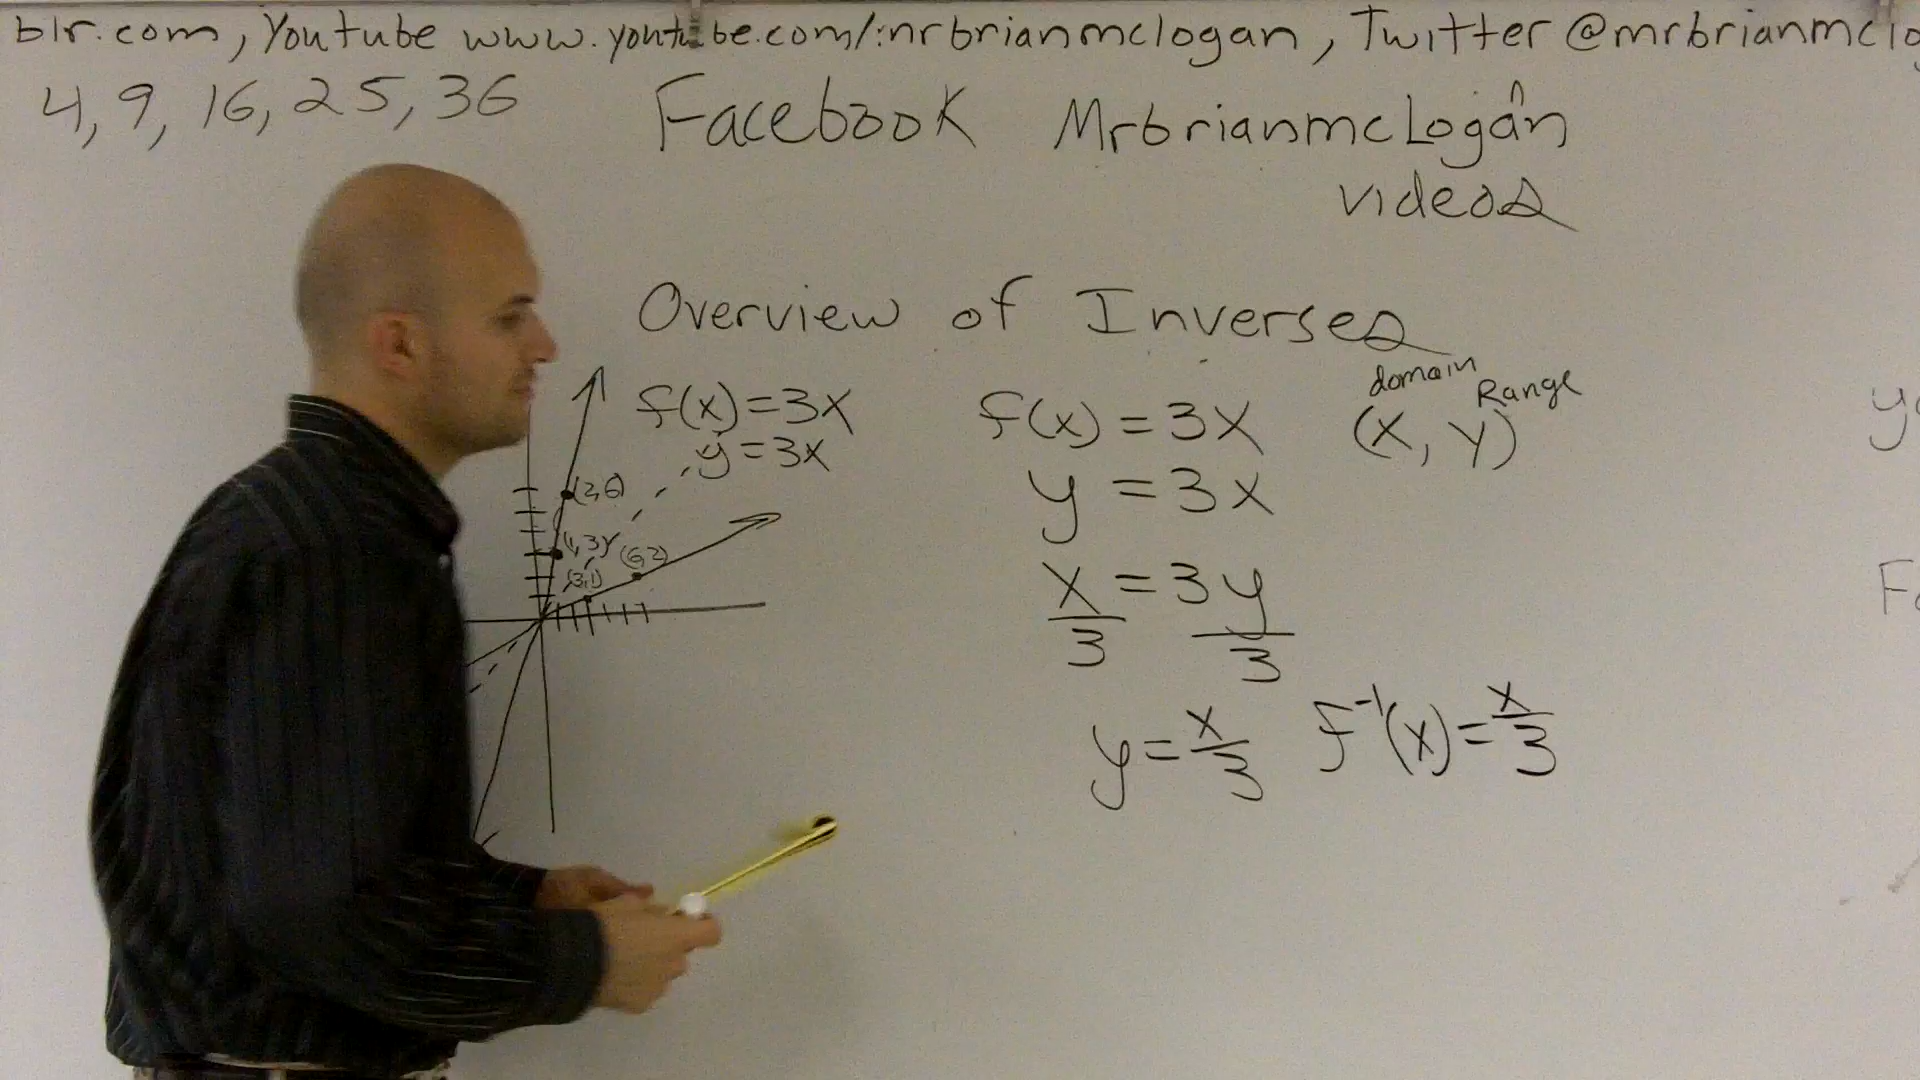 blr.com, Youtube www.youtube.com/mrbrianmclogan, Twitter @mrbrianmclo
4, 9, 16, 25, 36
Facebook MrbrianmcLogan
videos
Overview of Inverses
domain
Range
f(x) = 3x
y = 3x
(2,6)
(1,3)
(3,1)
(6,2)
f(x) = 3x (x, y)
y = 3x
x/3 = 3y/3
y = x/3 f⁻¹(x) = x/3